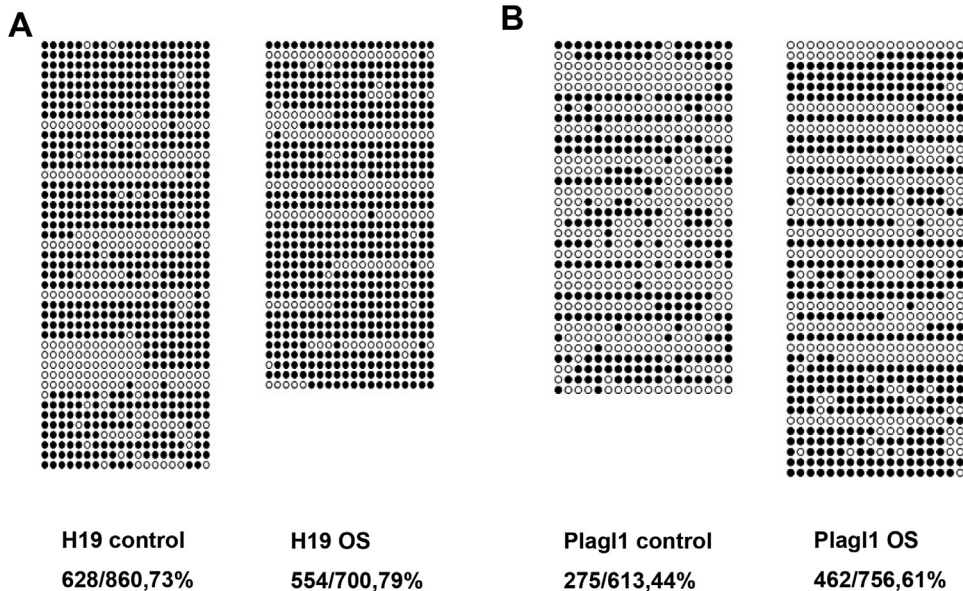 A
B
H19 control
628/860,73%
H19 OS
554/700,79%
Plagl1 control
275/613,44%
Plagl1 OS
462/756,61%